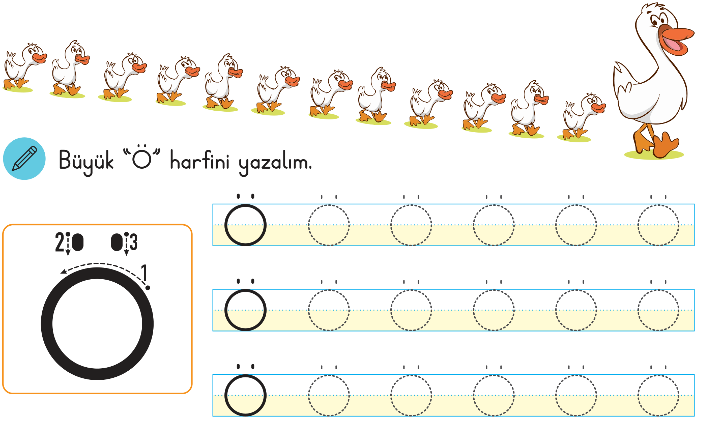 Büyük “Ö” harfini yazalım.
2 3
1
Ö Ö Ö Ö Ö Ö
Ö Ö Ö Ö Ö Ö
Ö Ö Ö Ö Ö Ö